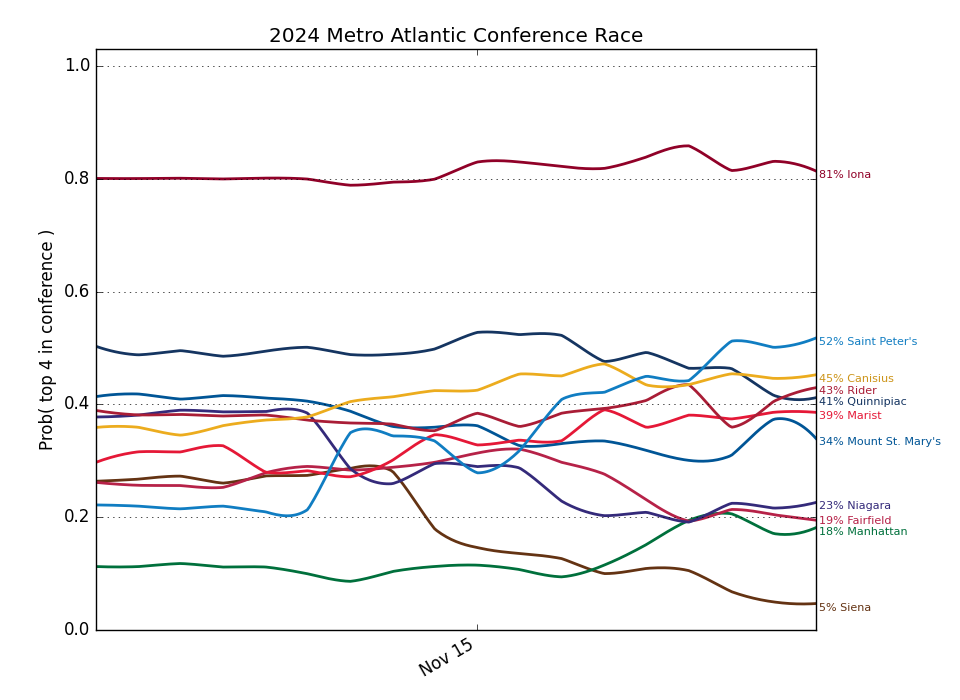 2024 Metro Atlantic Conference Race
Prob( top 4 in conference )
1.0
0.8
0.6
0.4
0.2
0.0
Nov 15
81% Iona
52% Saint Peter's
45% Canisius
43% Rider
41% Quinnipiac
39% Marist
34% Mount St. Mary's
23% Niagara
19% Fairfield
18% Manhattan
5% Siena